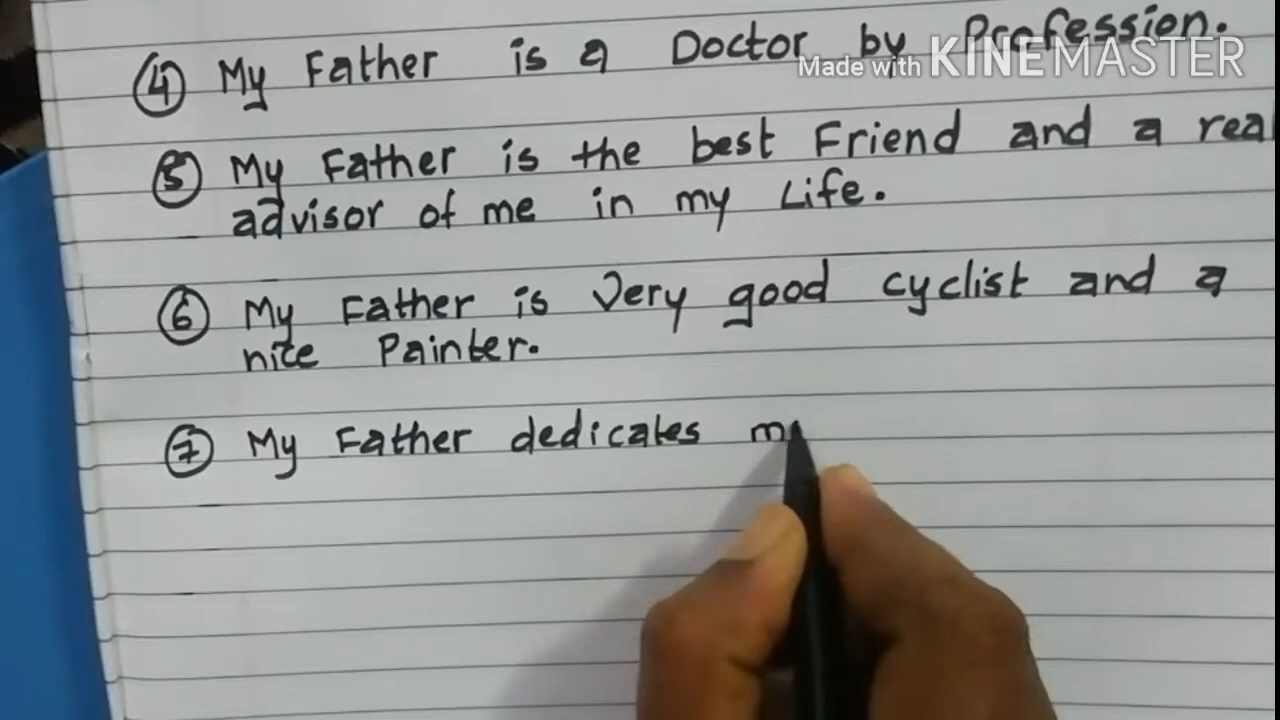 ④ My Father is a Doctor by Profession.
Made with KINEMASTER
⑤ My Father is the best Friend and a real
advisor of me in my Life.
⑥ My Father is Very good cyclist and a
nice Painter.
⑦ My Father dedicates